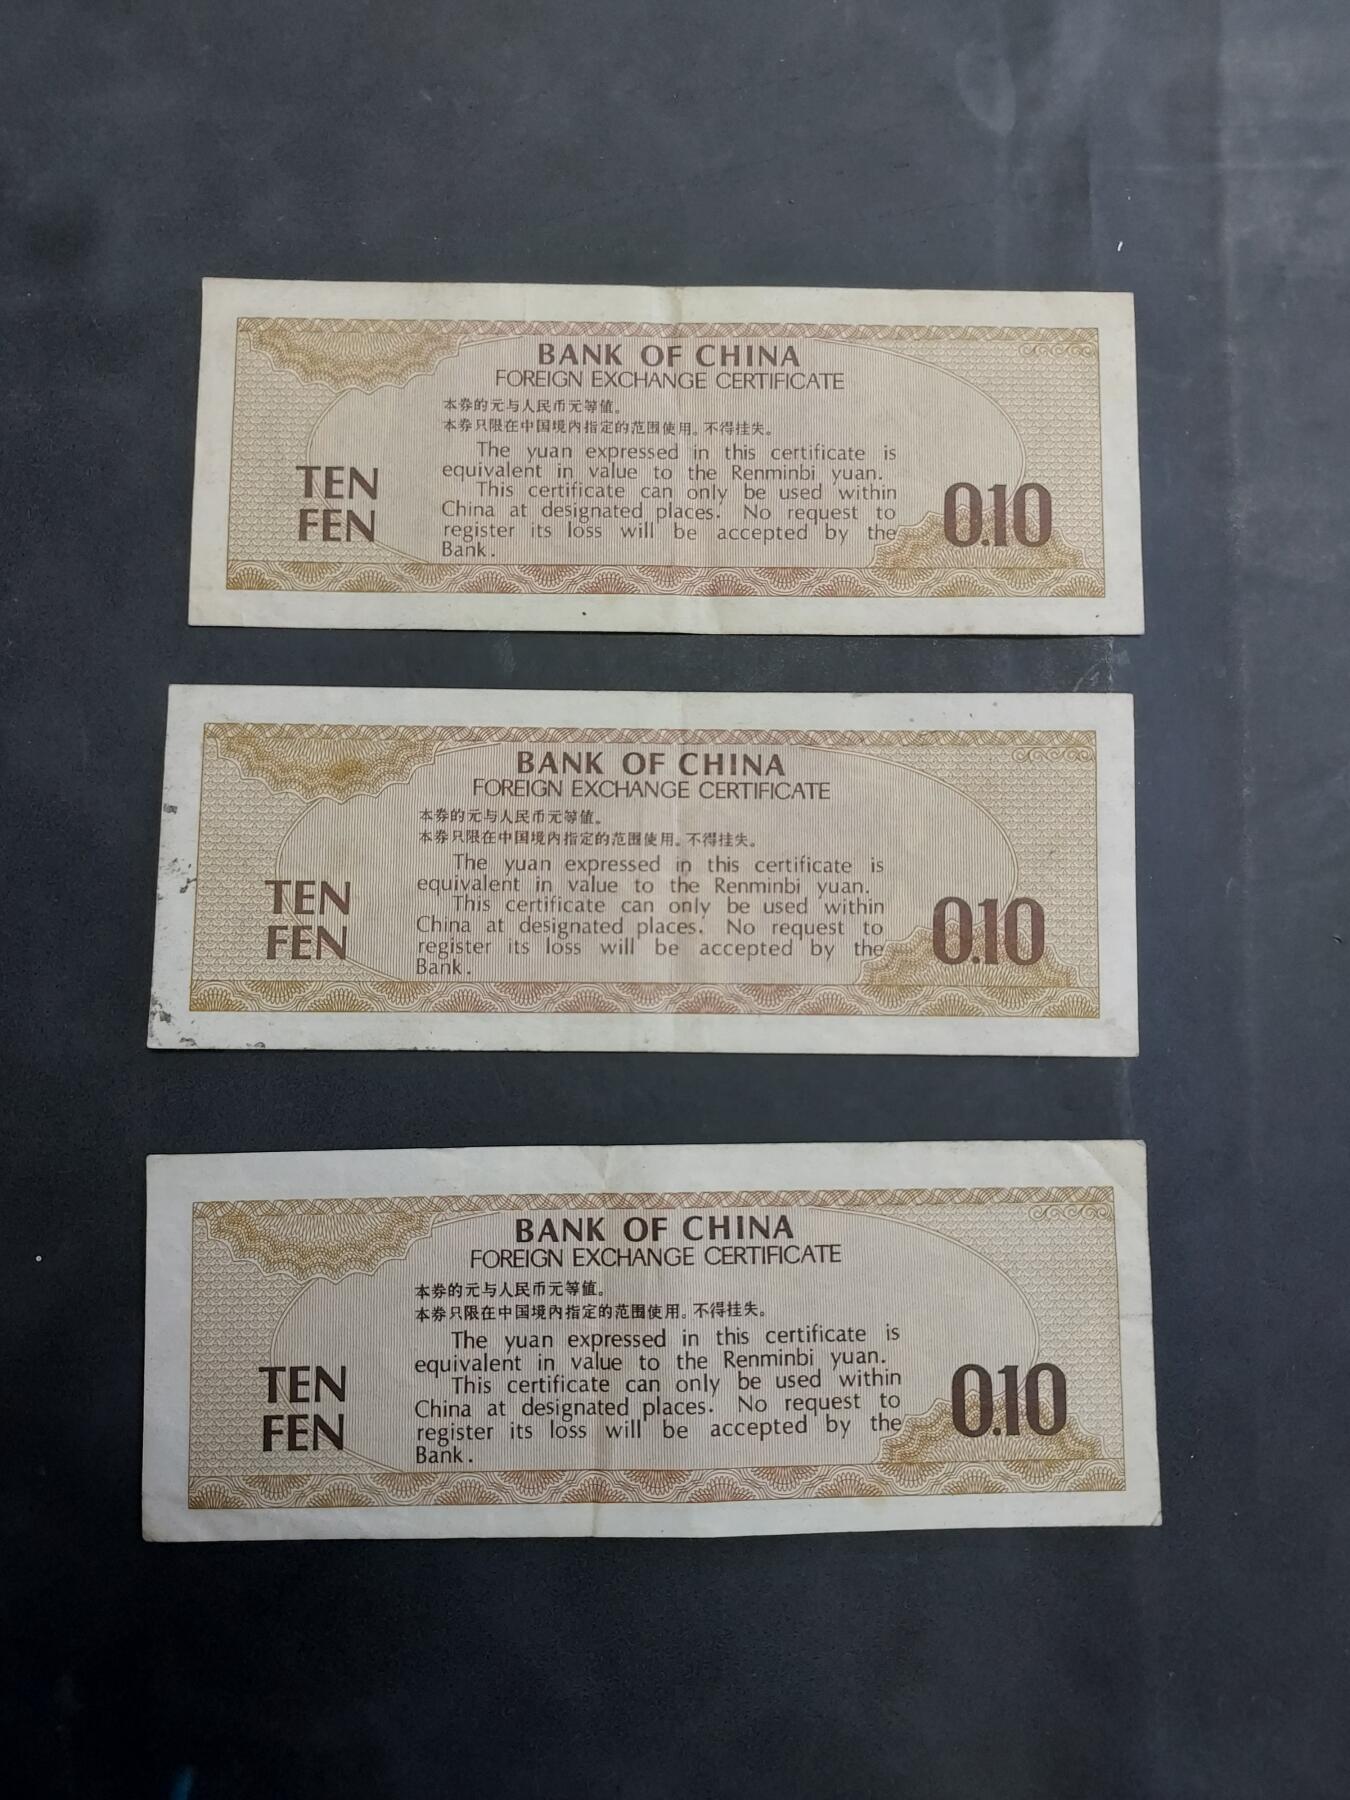 BANK OF CHINA
FOREIGN EXCHANGE CERTIFICATE
本券的元与人民币元等值。
本券只限在中国境内指定的范围使用。不得挂失。
The yuan expressed in this certificate is
equivalent in value to the Renminbi yuan.
This certificate can only be used within
China at designated places. No request to
register its loss will be accepted by the
Bank.
TEN
FEN
0.10
BANK OF CHINA
FOREIGN EXCHANGE CERTIFICATE
本券的元与人民币元等值。
本券只限在中国境内指定的范围使用。不得挂失。
The yuan expressed in this certificate is
equivalent in value to the Renminbi yuan.
This certificate can only be used within
China at designated places. No request to
register its loss will be accepted by the
Bank.
TEN
FEN
0.10
BANK OF CHINA
FOREIGN EXCHANGE CERTIFICATE
本券的元与人民币元等值。
本券只限在中国境内指定的范围使用。不得挂失。
The yuan expressed in this certificate is
equivalent in value to the Renminbi yuan.
This certificate can only be used within
China at designated places. No request to
register its loss will be accepted by the
Bank.
TEN
FEN
0.10